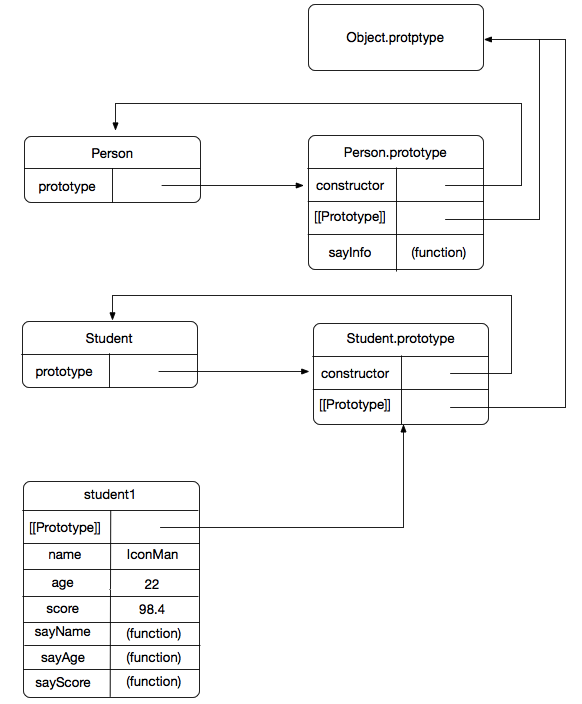 Object.protptype
Person
prototype
Person.prototype
constructor
[[Prototype]]
sayInfo (function)
Student
prototype
Student.prototype
constructor
[[Prototype]]
student1
[[Prototype]]
name IconMan
age 22
score 98.4
sayName (function)
sayAge (function)
sayScore (function)